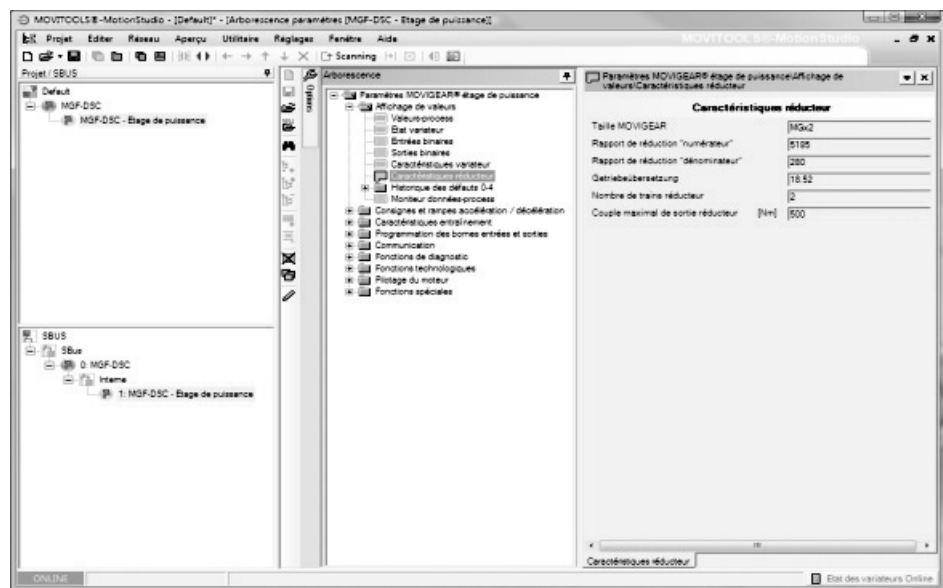 MOVITOOLS®-MotionStudio - [Default]* - [Arborescence paramètres [MGF-DSC - Etage de puissance]]
Projet Editer Réseau Aperçu Utilitaire Réglages Fenêtre Aide
MOVITOOLS®-MotionStudio
Scanning
Projet / SBUS
Default
MGF-DSC
MGF-DSC - Etage de puissance
SBUS
SBus
0: MGF-DSC
Interne
1: MGF-DSC - Etage de puissance
Options
Arborescence
Paramètres MOVIGEAR® étage de puissance
Affichage de valeurs
Valeurs-process
Etat variateur
Entrées binaires
Sorties binaires
Caractéristiques variateur
Caractéristiques réducteur
Historique des défauts 0-4
Moniteur données-process
Consignes et rampes accélération / décélération
Caractéristiques entraînement
Programmation des bornes entrées et sorties
Communication
Fonctions de diagnostic
Fonctions technologiques
Pilotage du moteur
Fonctions spéciales
Paramètres MOVIGEAR® étage de puissance\Affichage de
valeurs\Caractéristiques réducteur
Caractéristiques réducteur
Taille MOVIGEAR MGx2
Rapport de réduction "numérateur" 5185
Rapport de réduction "dénominateur" 280
Getriebeübersetzung 18.52
Nombre de trains réducteur 2
Couple maximal de sortie réducteur [Nm] 500
Caractéristiques réducteur
ONLINE
Etat des variateurs Online